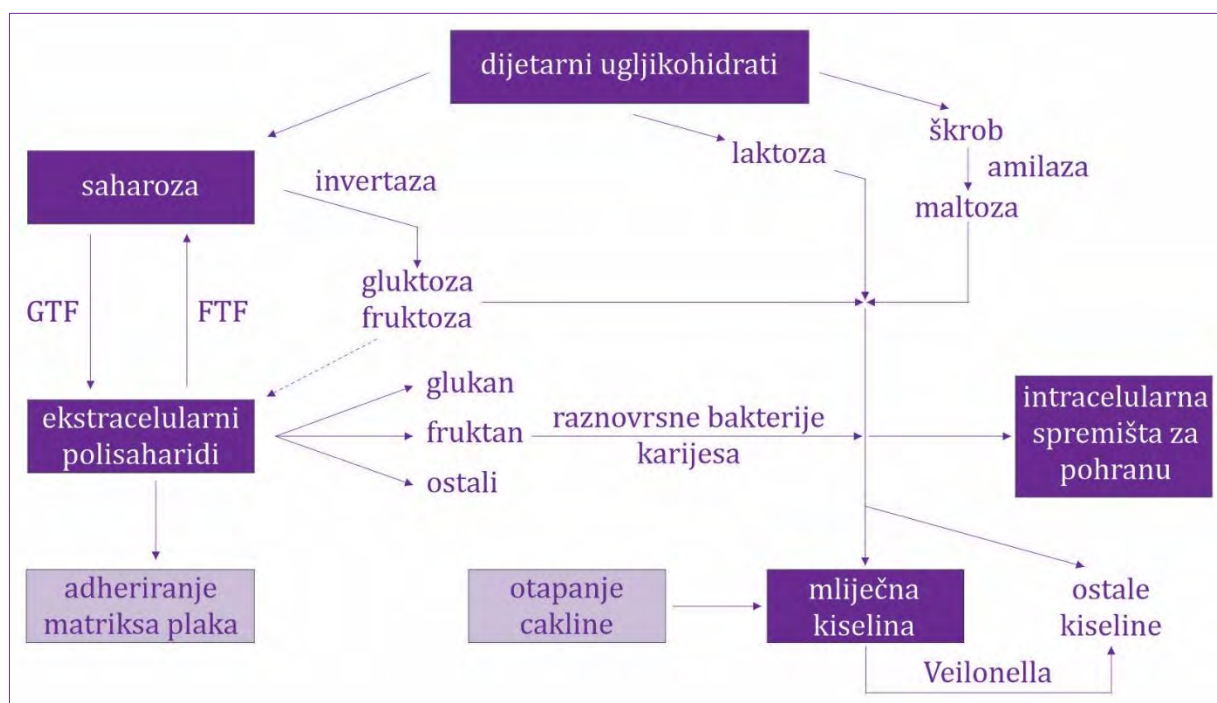 dijetarni ugljikohidrati
škrob
laktoza
amilaza
saharoza
invertaza
maltoza
gluktoza
fruktoza
GTF
FTF
glukan
ekstracelularni
polisaharidi
fruktan
raznovrsne bakterije
karijesa
ostali
intracelularna
spremišta za
pohranu
adheriranje
matriksa plaka
otapanje
cakline
mliječna
kiselina
ostale
kiseline
Veilonella